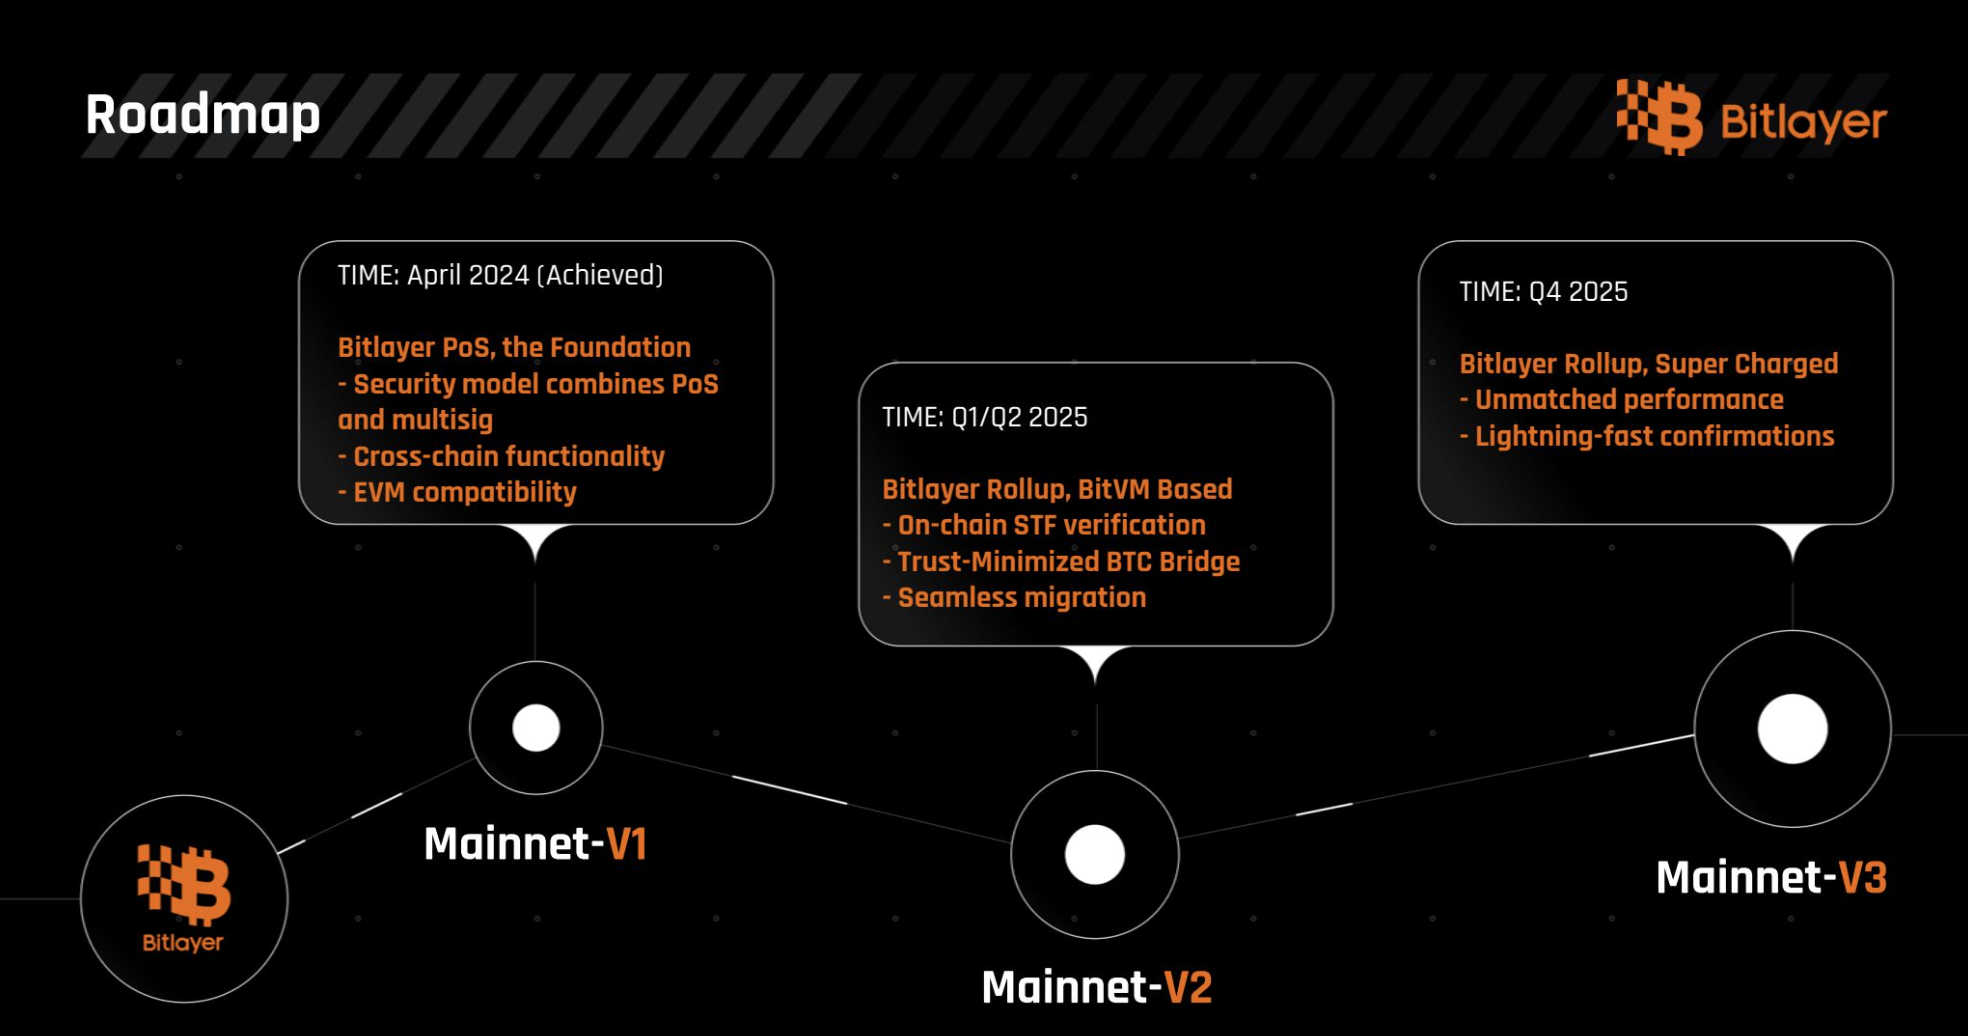 Roadmap
Bitlayer
TIME: April 2024 (Achieved)
Bitlayer PoS, the Foundation
- Security model combines PoS
and multisig
- Cross-chain functionality
- EVM compatibility
TIME: Q1/Q2 2025
Bitlayer Rollup, BitVM Based
- On-chain STF verification
- Trust-Minimized BTC Bridge
- Seamless migration
TIME: Q4 2025
Bitlayer Rollup, Super Charged
- Unmatched performance
- Lightning-fast confirmations
Bitlayer
Mainnet-V1
Mainnet-V2
Mainnet-V3